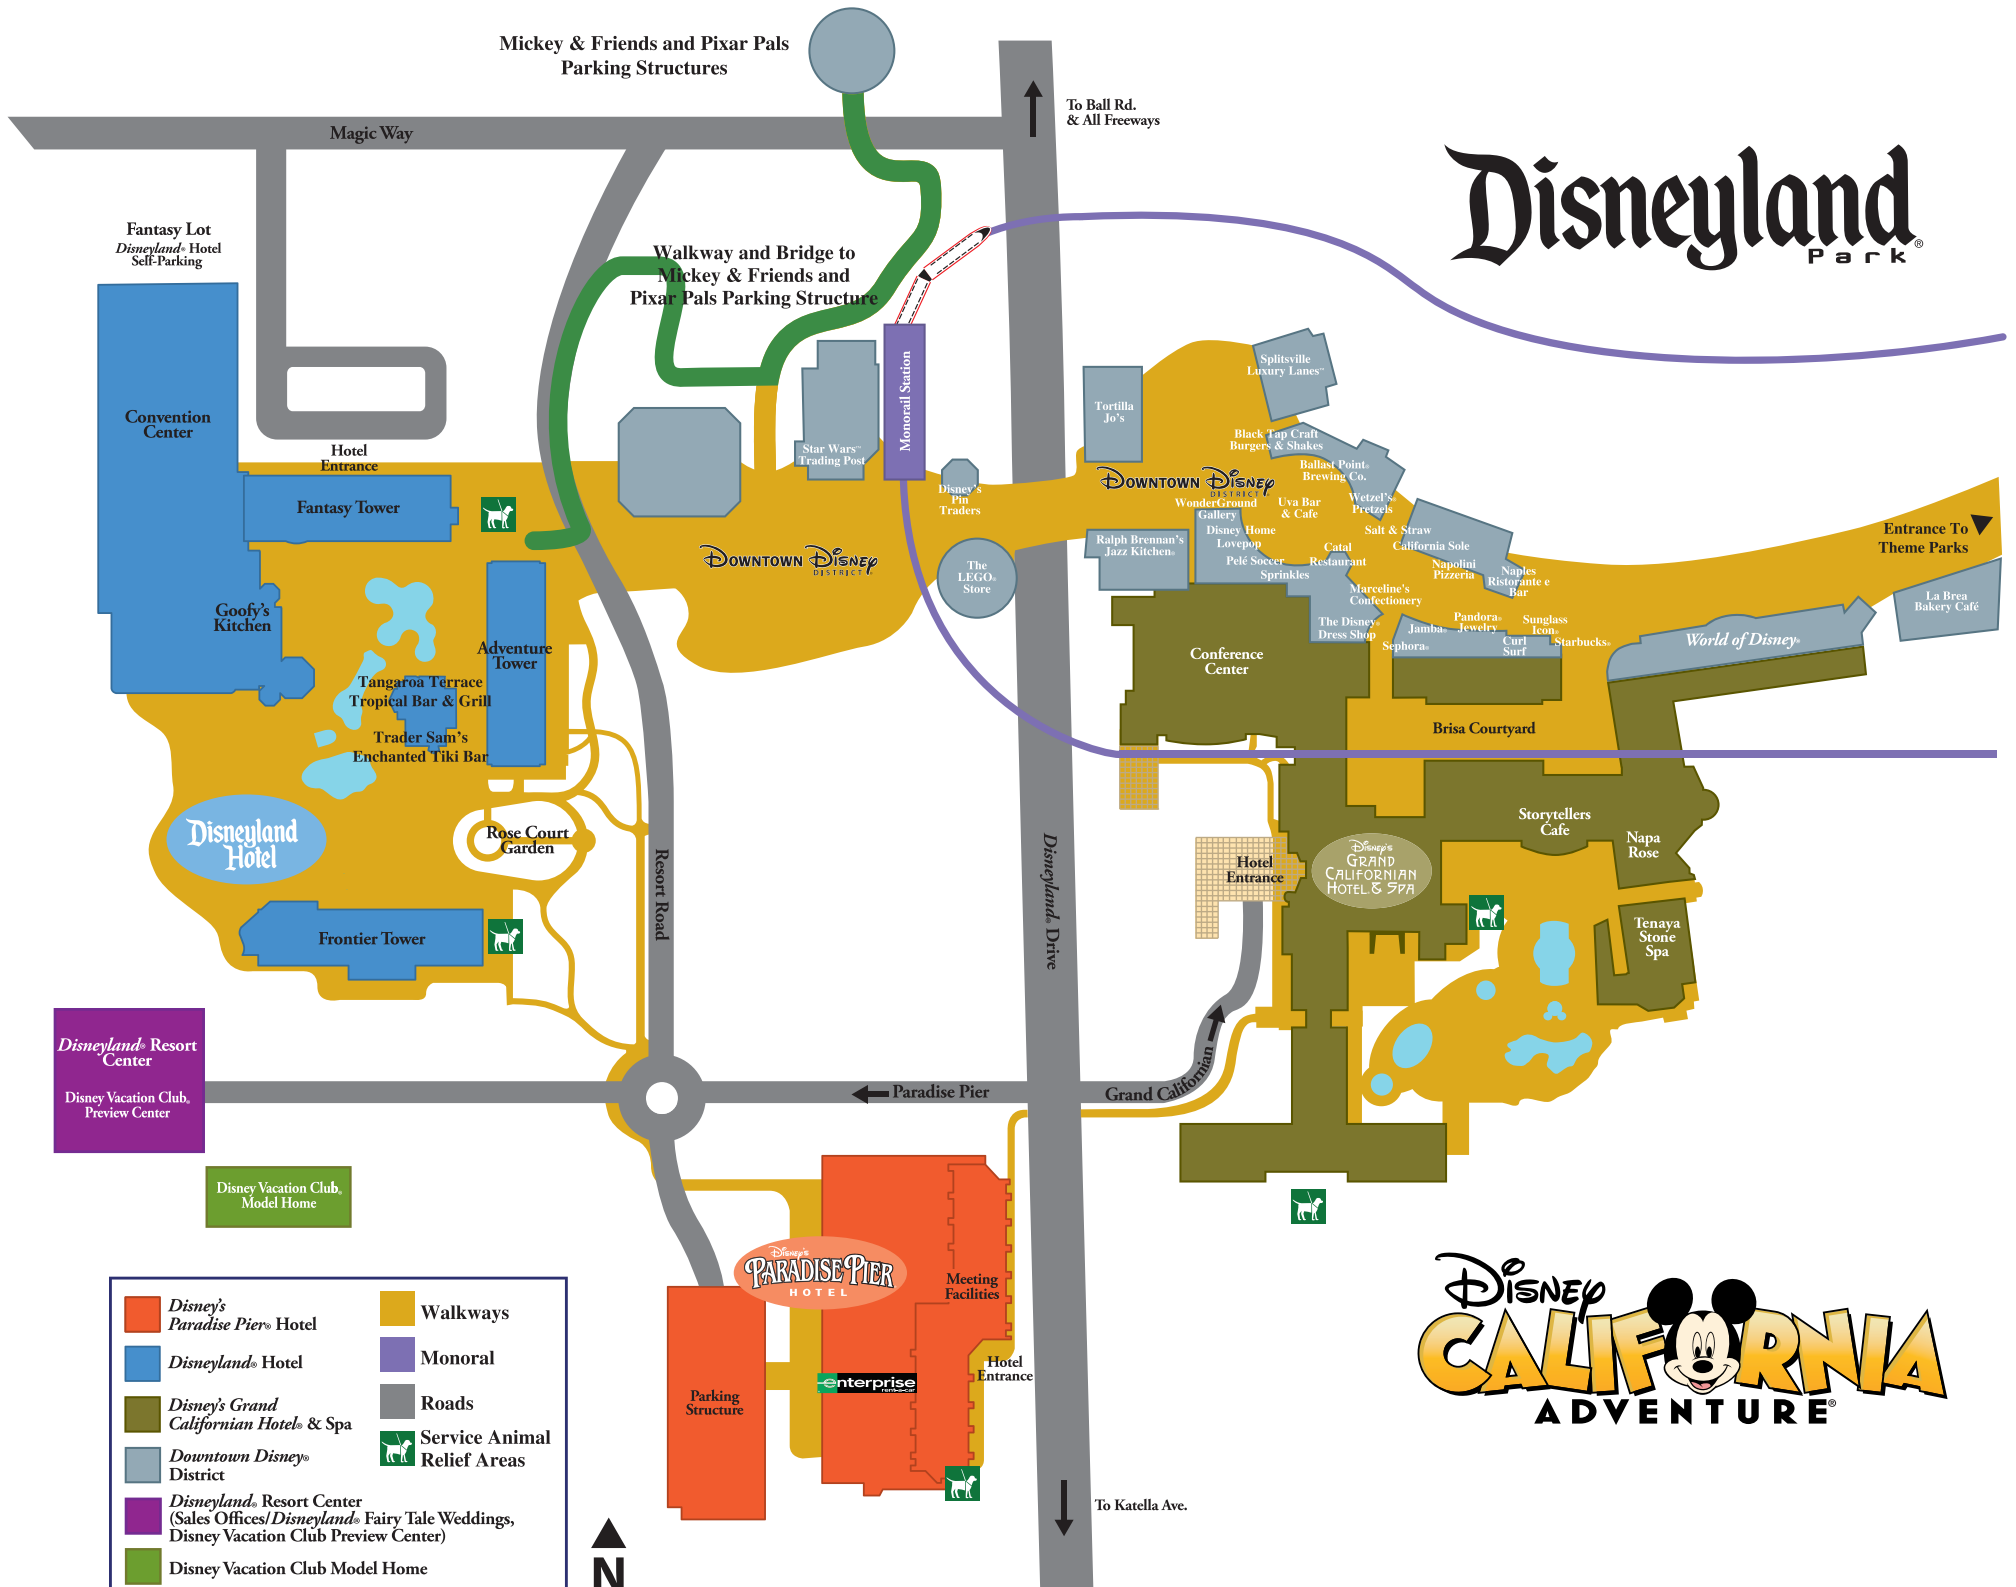 Mickey & Friends and Pixar Pals
Parking Structures
To Ball Rd.
& All Freeways
Magic Way
Disneyland®
Park
Fantasy Lot
Disneyland® Hotel
Self-Parking
Walkway and Bridge to
Mickey & Friends and
Pixar Pals Parking Structure
Monorail Station
Convention
Center
Hotel
Entrance
Fantasy Tower
Star Wars™
Trading Post
Disney's
Pin
Traders
Tortilla
Jo's
Splitsville
Luxury Lanes™
Black Tap Craft
Burgers & Shakes
Ballast Point®
Brewing Co.
Wetzel's®
Pretzels
DOWNTOWN DISNEY
DISTRICT®
WonderGround
Gallery
Uva Bar
& Cafe
Disney Home
Lovepop
Salt & Straw
California Sole
Catal
Restaurant
Pelé Soccer
Sprinkles
Napolini
Pizzeria
Naples
Ristorante e
Bar
Marceline's
Confectionery
Entrance To
Theme Parks
Ralph Brennan's
Jazz Kitchen®
DOWNTOWN DISNEY
DISTRICT®
The
LEGO®
Store
La Brea
Bakery Café
The Disney®
Dress Shop
Jamba®
Pandora®
Jewelry
Sunglass
Icon®
Sephora®
Curl
Surf
Starbucks®
World of Disney®
Goofy's
Kitchen
Adventure
Tower
Tangaroa Terrace
Tropical Bar & Grill
Trader Sam's
Enchanted Tiki Bar
Conference
Center
Brisa Courtyard
Disneyland
Hotel
Rose Court
Garden
Resort Road
Disneyland® Drive
Storytellers
Cafe
Napa
Rose
Hotel
Entrance
Disney's
GRAND
CALIFORNIAN
HOTEL® & SPA
Frontier Tower
Tenaya
Stone
Spa
Disneyland® Resort
Center
Disney Vacation Club®
Preview Center
Paradise Pier
Grand Californian
Disney Vacation Club®
Model Home
Disney's
PARADISE PIER
HOTEL
Meeting
Facilities
Hotel
Entrance
enterprise
rent-a-car
Parking
Structure
To Katella Ave.
Disney
CALIFORNIA
ADVENTURE®
Disney's
Paradise Pier® Hotel
Disneyland® Hotel
Disney's Grand
Californian Hotel® & Spa
Downtown Disney®
District
Disneyland® Resort Center
(Sales Offices/Disneyland® Fairy Tale Weddings,
Disney Vacation Club Preview Center)
Disney Vacation Club Model Home
Walkways
Monoral
Roads
Service Animal
Relief Areas
N